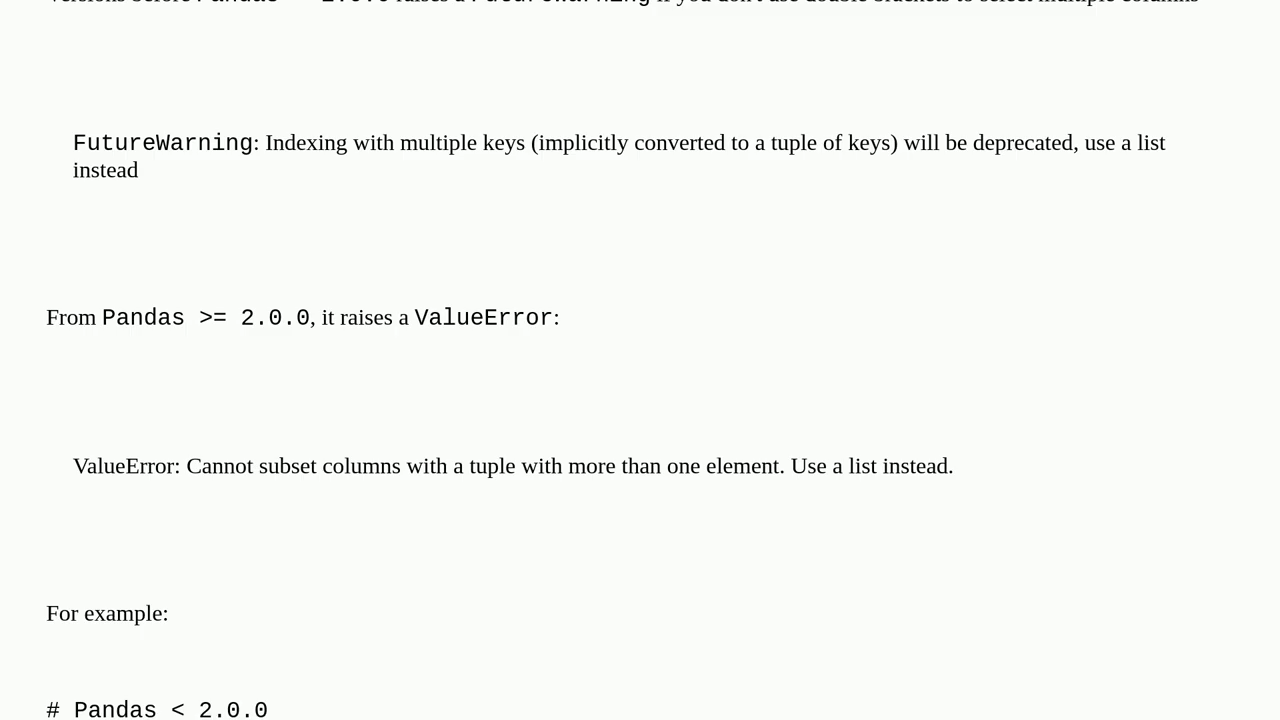 FutureWarning: Indexing with multiple keys (implicitly converted to a tuple of keys) will be deprecated, use a list
instead
From Pandas >= 2.0.0, it raises a ValueError:
ValueError: Cannot subset columns with a tuple with more than one element. Use a list instead.
For example:
# Pandas < 2.0.0